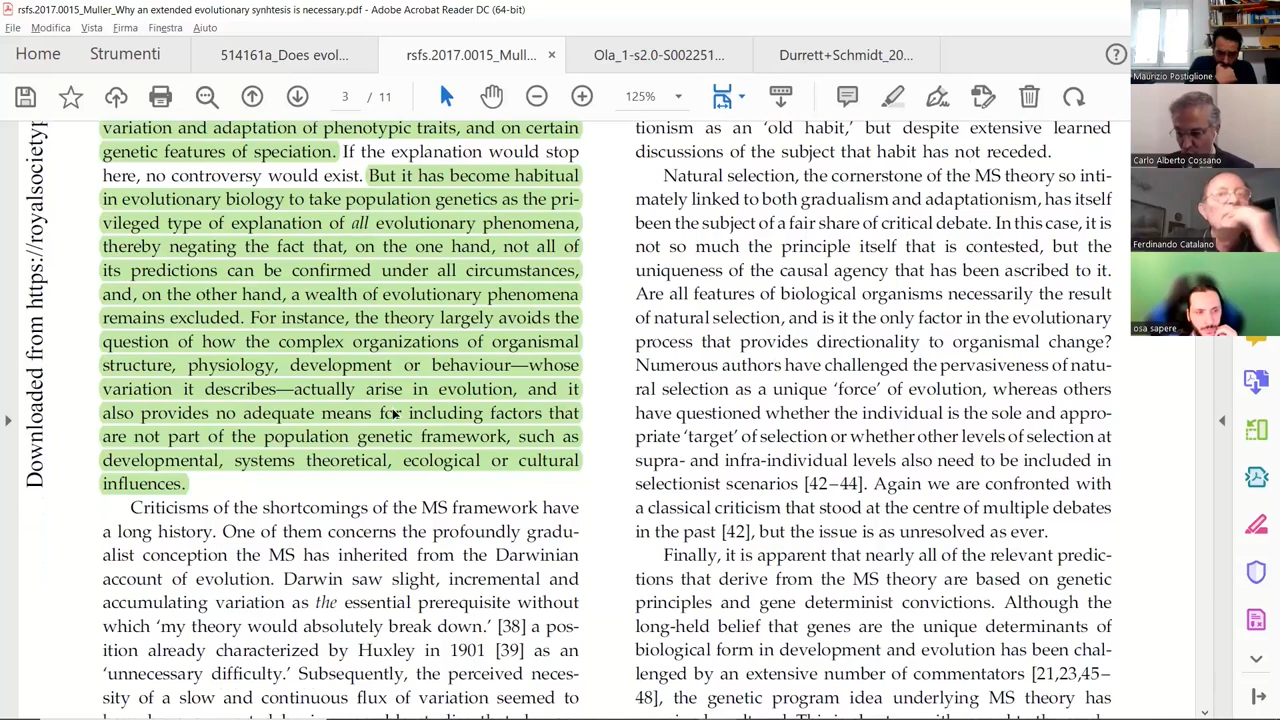 rsfs.2017.0015_Muller_Why an extended evolutionary synhtesis is necessary.pdf - Adobe Acrobat Reader DC (64-bit)
File Modifica Vista Firma Finestra Aiuto
Home Strumenti 514161a_Does evol... rsfs.2017.0015_Mull... × Ola_1-s2.0-S002251... Durrett+Schmidt_20...
3 / 11 125%
Downloaded from https://royalsociety
variation and adaptation of phenotypic traits, and on certain
genetic features of speciation. If the explanation would stop
here, no controversy would exist. But it has become habitual
in evolutionary biology to take population genetics as the pri-
vileged type of explanation of all evolutionary phenomena,
thereby negating the fact that, on the one hand, not all of
its predictions can be confirmed under all circumstances,
and, on the other hand, a wealth of evolutionary phenomena
remains excluded. For instance, the theory largely avoids the
question of how the complex organizations of organismal
structure, physiology, development or behaviour—whose
variation it describes—actually arise in evolution, and it
also provides no adequate means for including factors that
are not part of the population genetic framework, such as
developmental, systems theoretical, ecological or cultural
influences.
Criticisms of the shortcomings of the MS framework have
a long history. One of them concerns the profoundly gradu-
alist conception the MS has inherited from the Darwinian
account of evolution. Darwin saw slight, incremental and
accumulating variation as the essential prerequisite without
which ‘my theory would absolutely break down.’ [38] a pos-
ition already characterized by Huxley in 1901 [39] as an
‘unnecessary difficulty.’ Subsequently, the perceived neces-
sity of a slow and continuous flux of variation seemed to
tionism as an ‘old habit,’ but despite extensive learned
discussions of the subject that habit has not receded.
Natural selection, the cornerstone of the MS theory so inti-
mately linked to both gradualism and adaptationism, has itself
been the subject of a fair share of critical debate. In this case, it is
not so much the principle itself that is contested, but the
uniqueness of the causal agency that has been ascribed to it.
Are all features of biological organisms necessarily the result
of natural selection, and is it the only factor in the evolutionary
process that provides directionality to organismal change?
Numerous authors have challenged the pervasiveness of natu-
ral selection as a unique ‘force’ of evolution, whereas others
have questioned whether the individual is the sole and appro-
priate ‘target’ of selection or whether other levels of selection at
supra- and infra-individual levels also need to be included in
selectionist scenarios [42–44]. Again we are confronted with
a classical criticism that stood at the centre of multiple debates
in the past [42], but the issue is as unresolved as ever.
Finally, it is apparent that nearly all of the relevant predic-
tions that derive from the MS theory are based on genetic
principles and gene determinist convictions. Although the
long-held belief that genes are the unique determinants of
biological form in development and evolution has been chal-
lenged by an extensive number of commentators [21,23,45–
48], the genetic program idea underlying MS theory has
Maurizio Postiglione
Carlo Alberto Cossano
Ferdinando Catalano
osa sapere